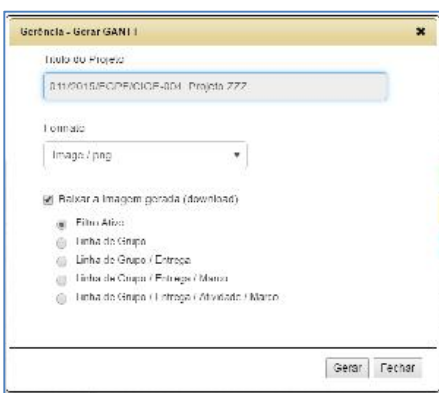 Gerência - Gerar GANTT
Título do Projeto
011/2015/EGPE/CIGE-004- Projeto ZZZ
Formato
Image / png
Baixar a imagem gerada (download)
Filtro Ativo
Linha de Grupo
Linha de Grupo / Entrega
Linha de Grupo / Entrega / Marco
Linha de Grupo / Entrega / Atividade / Marco
Gerar Fechar